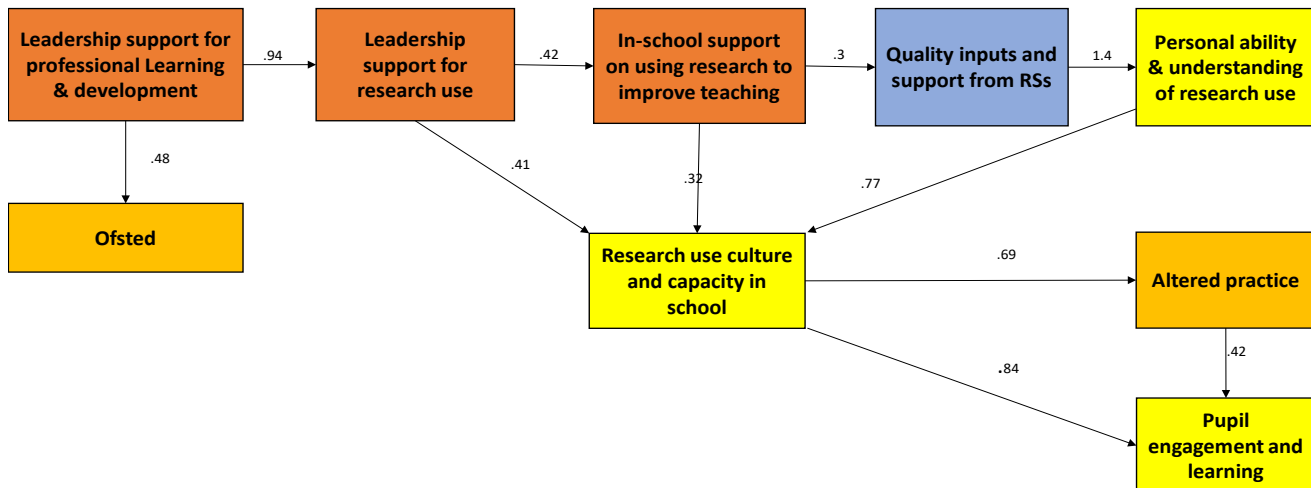 Leadership support for
professional Learning
& development
.94
Leadership
support for
research use
.42
In-school support
on using research to
improve teaching
.3
Quality inputs and
support from RSs
1.4
Personal ability
& understanding
of research use
.48
.41
.32
.77
Ofsted
Research use culture
and capacity in
school
.69
Altered practice
.84
.42
Pupil
engagement and
learning